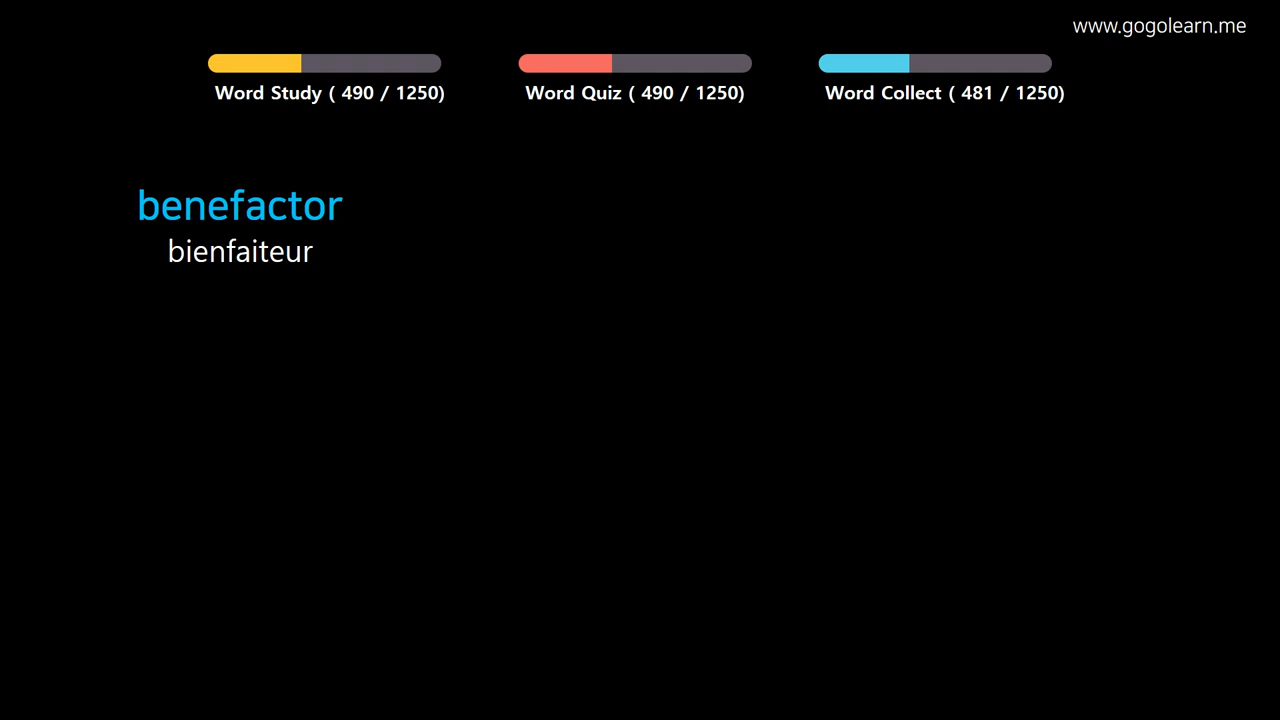 www.gogolearn.me
Word Study ( 490 / 1250)
Word Quiz ( 490 / 1250)
Word Collect ( 481 / 1250)
benefactor
bienfaiteur